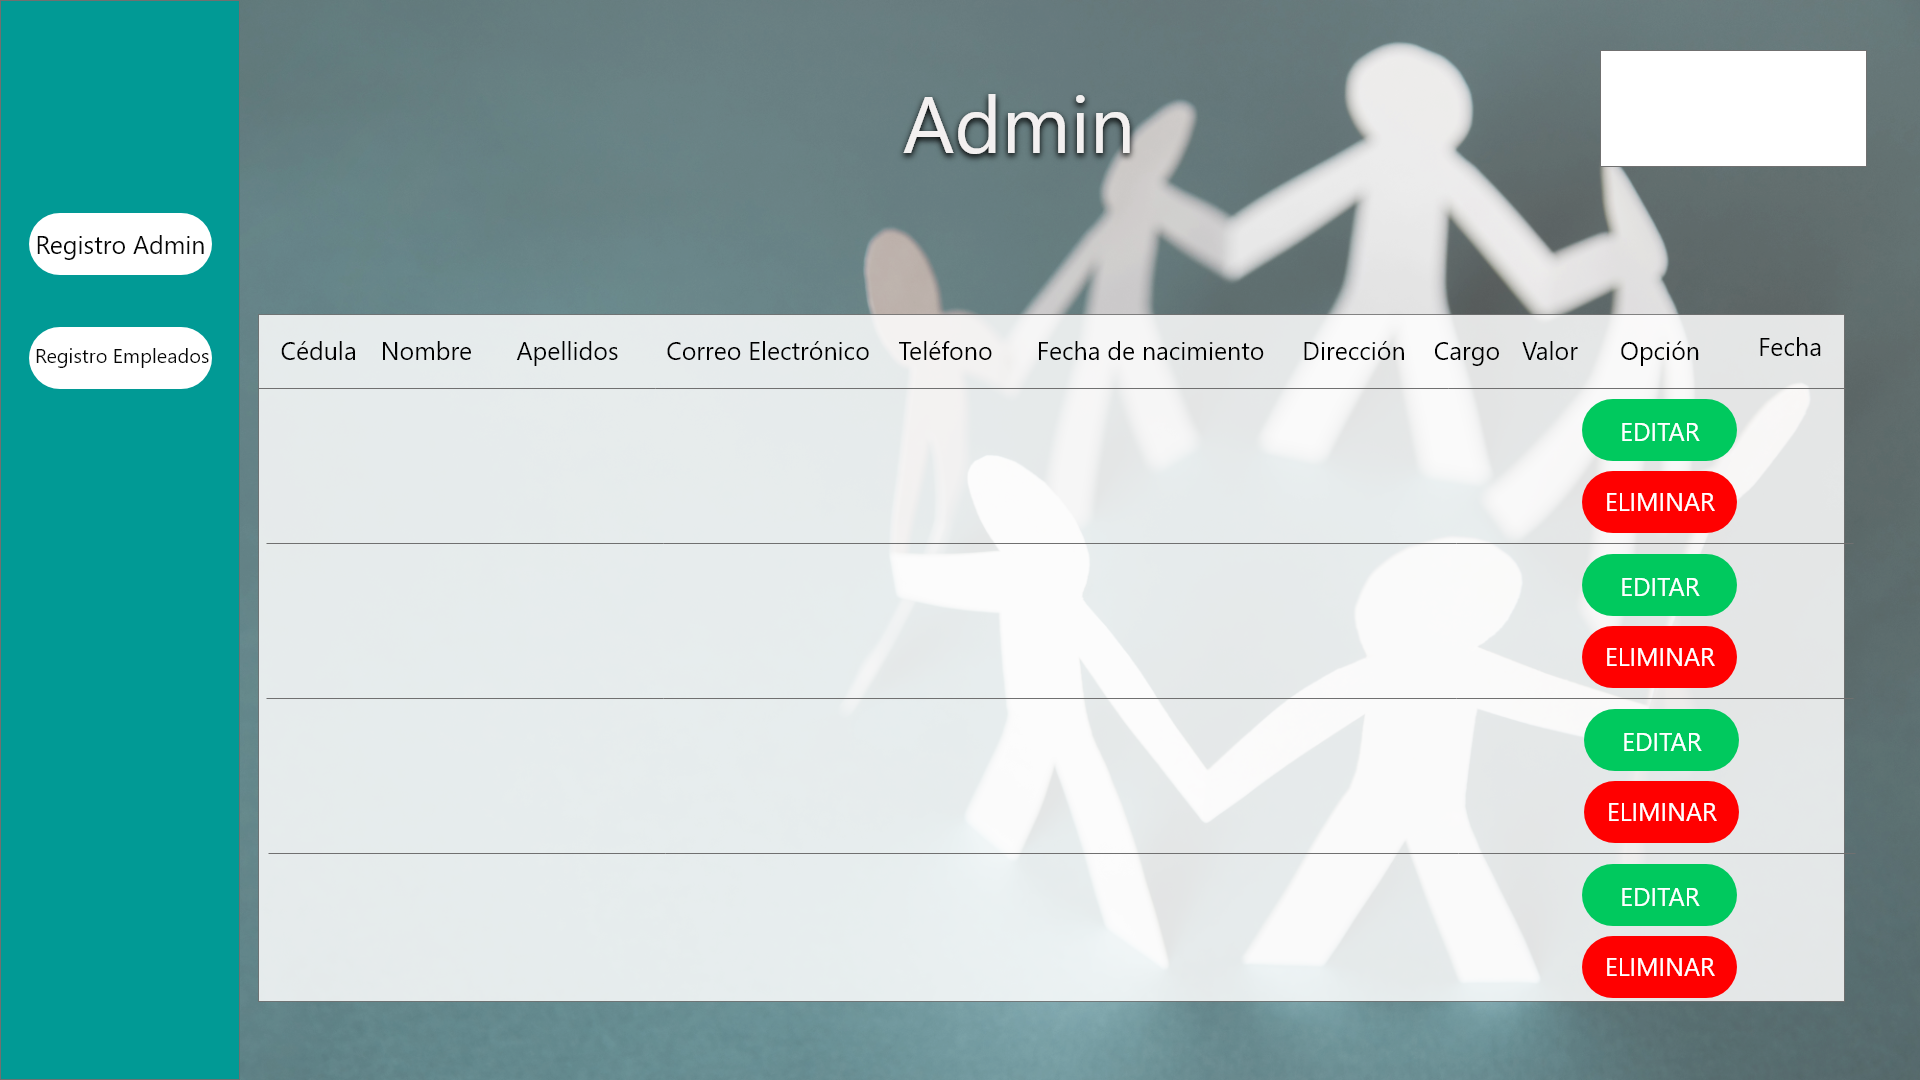 Admin
Registro Admin
Registro Empleados
Cédula Nombre Apellidos Correo Electrónico Teléfono Fecha de nacimiento Dirección Cargo Valor Opción Fecha
EDITAR
ELIMINAR
EDITAR
ELIMINAR
EDITAR
ELIMINAR
EDITAR
ELIMINAR